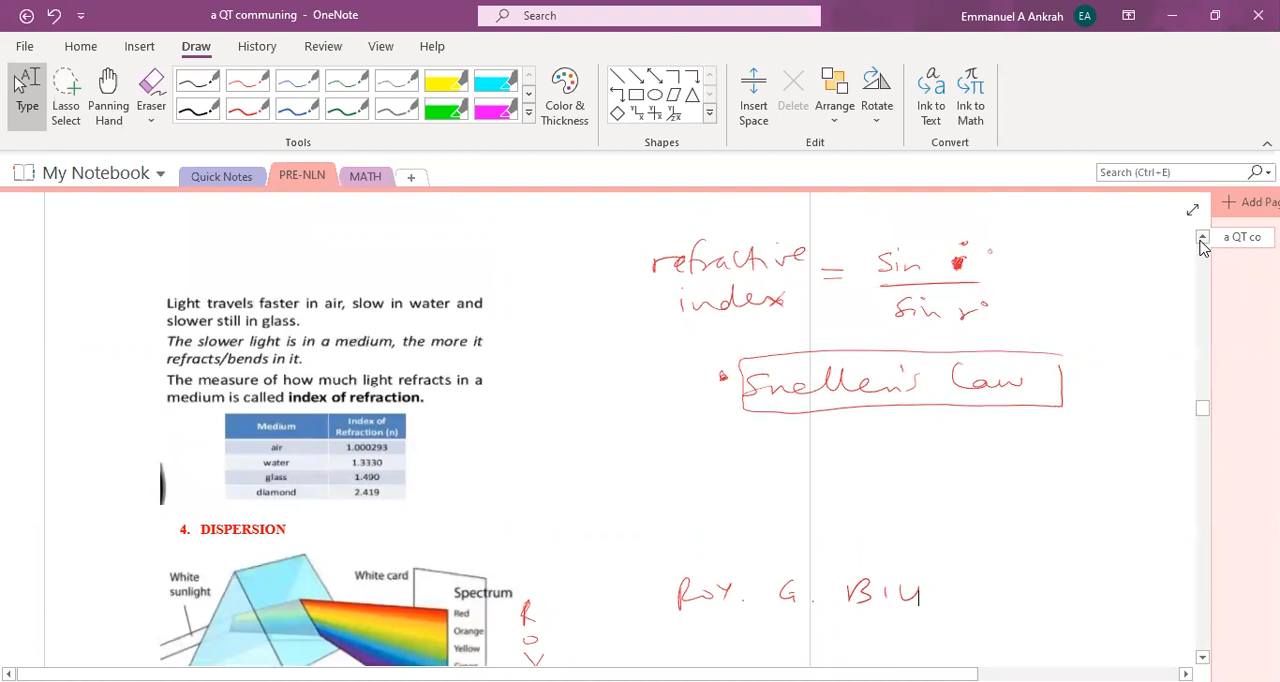 a QT communing - OneNote
Search
Emmanuel A Ankrah
EA
File Home Insert Draw History Review View Help
Type
Lasso Select
Panning Hand
Eraser
Color & Thickness
Insert Space
Delete
Arrange
Rotate
Ink to Text
Ink to Math
Tools
Shapes
Edit
Convert
My Notebook
Quick Notes
PRE-NLN
MATH
Search (Ctrl+E)
Add Pag
a QT co
Light travels faster in air, slow in water and
slower still in glass.
The slower light is in a medium, the more it
refracts/bends in it.
The measure of how much light refracts in a
medium is called index of refraction.
Medium Index of Refraction (n)
air 1.000293
water 1.3330
glass 1.490
diamond 2.419
refractive index = sin i° / sin r°
Snellen's Law
4. DISPERSION
White sunlight
White card
Spectrum
Red
Orange
Yellow
Green
R
O
Y
ROY. G. BIV